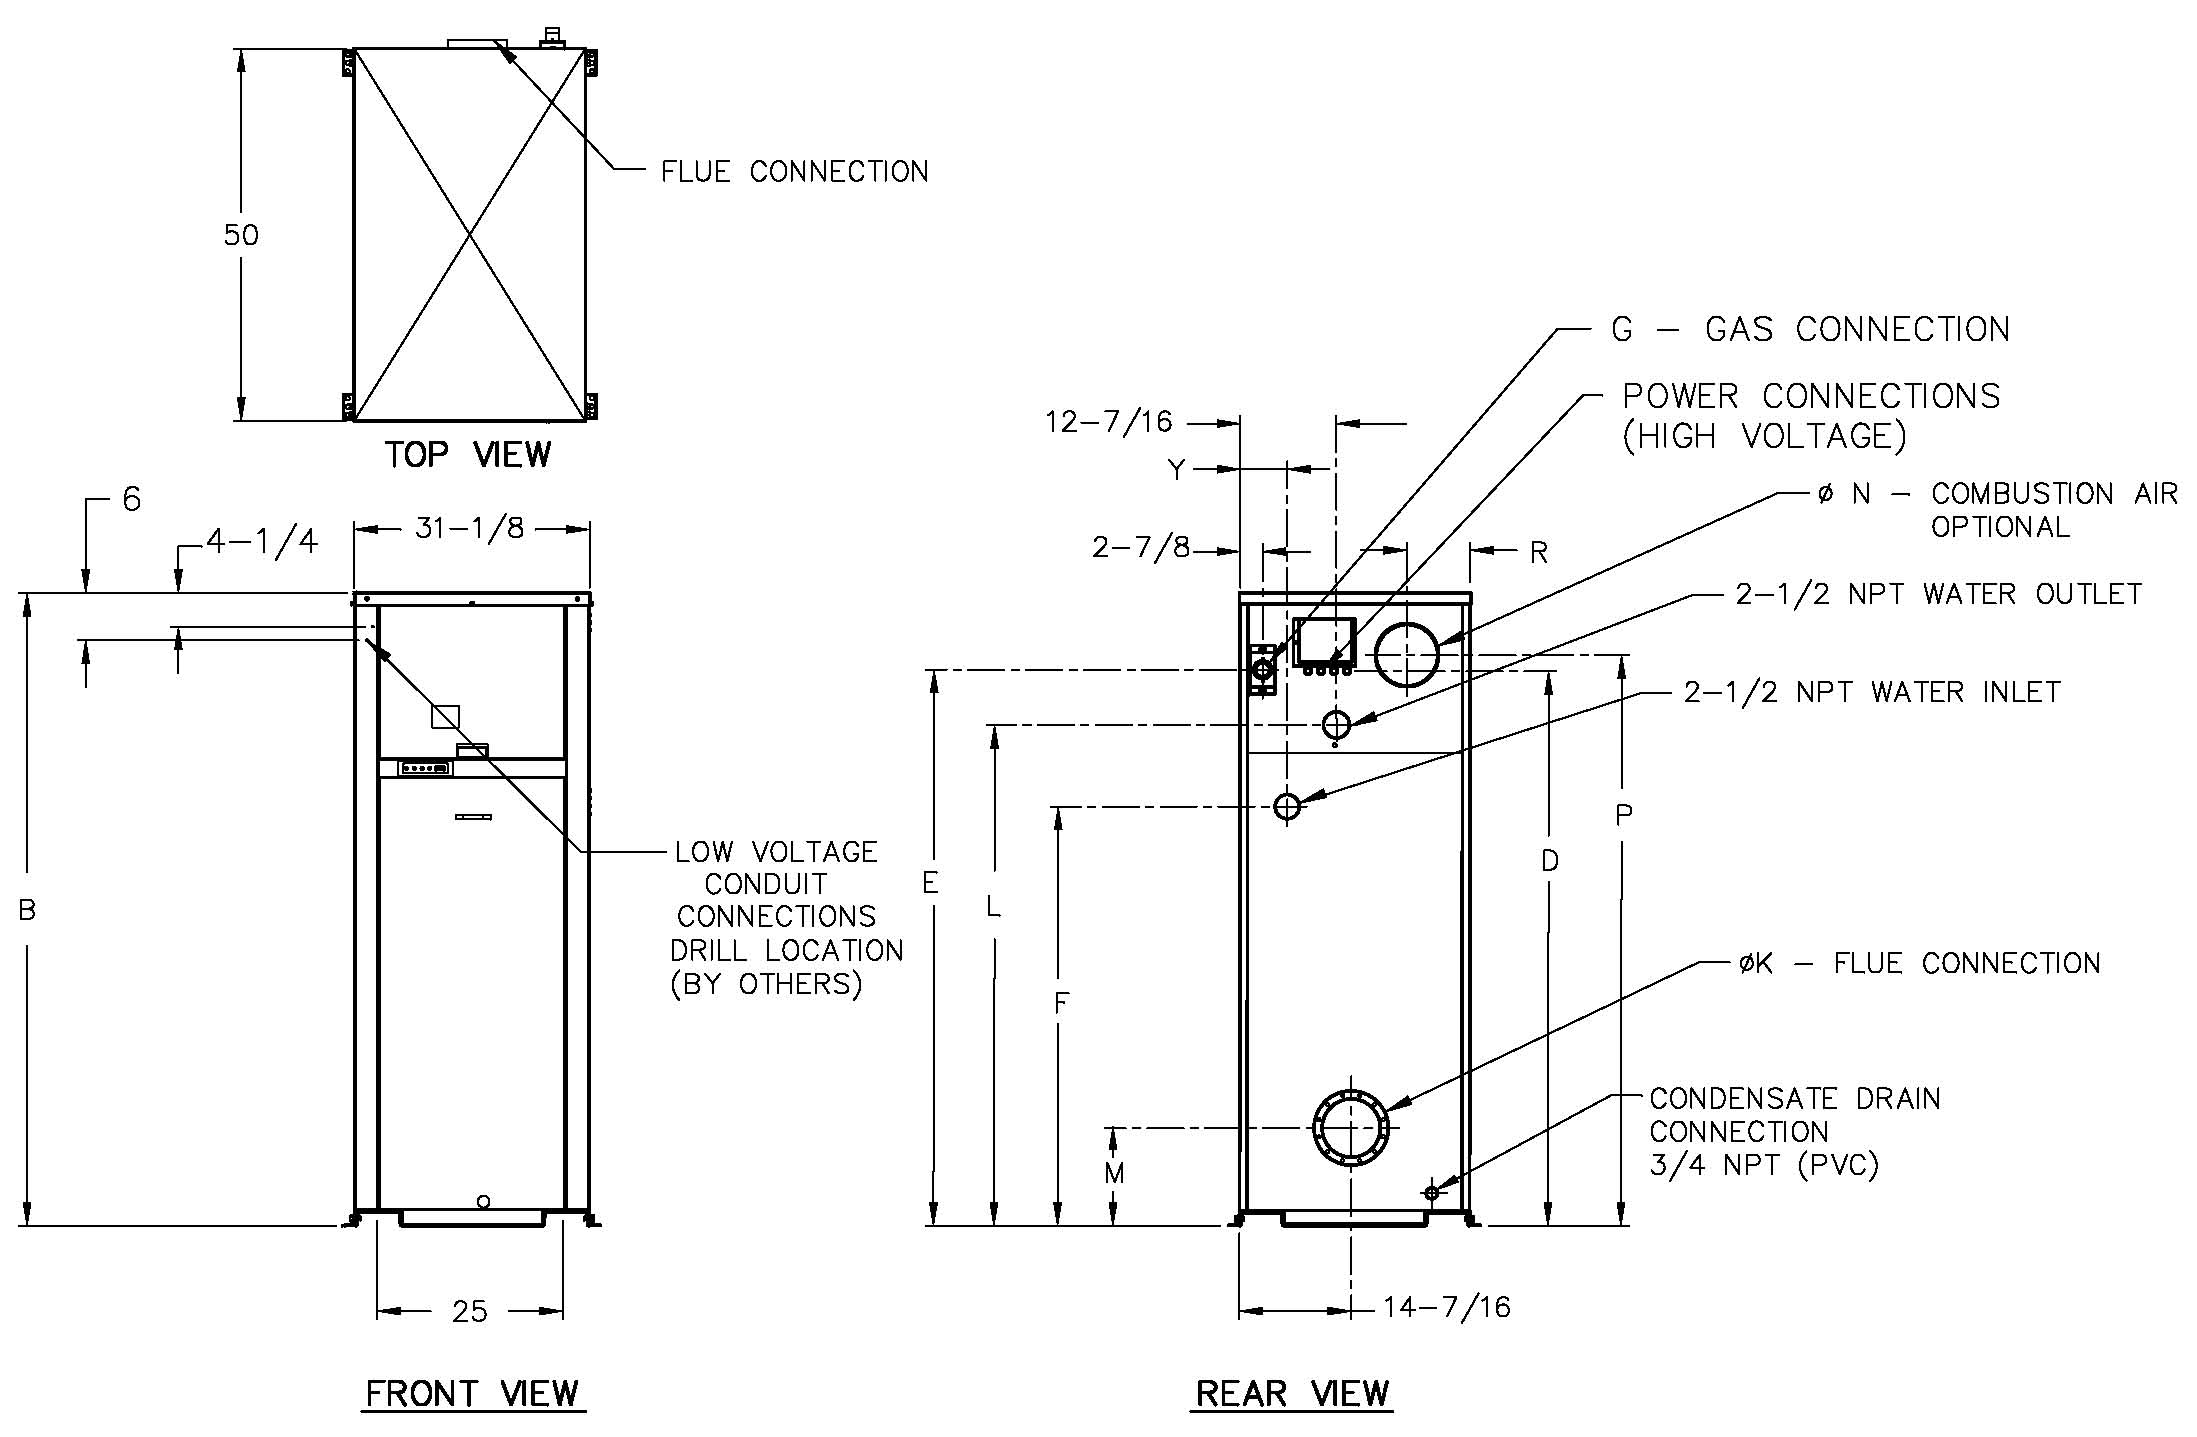 FLUE CONNECTION
50
TOP VIEW
6
4-1/4
31-1/8
B
LOW VOLTAGE
CONDUIT
CONNECTIONS
DRILL LOCATION
(BY OTHERS)
25
FRONT VIEW
G - GAS CONNECTION
POWER CONNECTIONS
(HIGH VOLTAGE)
12-7/16
Y
ø N - COMBUSTION AIR
OPTIONAL
2-7/8
R
2-1/2 NPT WATER OUTLET
2-1/2 NPT WATER INLET
P
D
E
L
F
øK - FLUE CONNECTION
CONDENSATE DRAIN
CONNECTION
3/4 NPT (PVC)
M
14-7/16
REAR VIEW